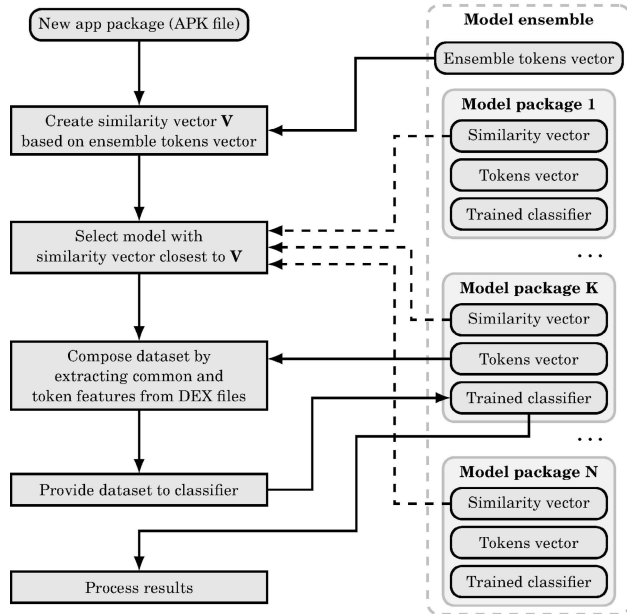 New app package (APK file)
Create similarity vector V
based on ensemble tokens vector
Select model with
similarity vector closest to V
Compose dataset by
extracting common and
token features from DEX files
Provide dataset to classifier
Process results
Model ensemble
Ensemble tokens vector
Model package 1
Similarity vector
Tokens vector
Trained classifier
...
Model package K
Similarity vector
Tokens vector
Trained classifier
...
Model package N
Similarity vector
Tokens vector
Trained classifier